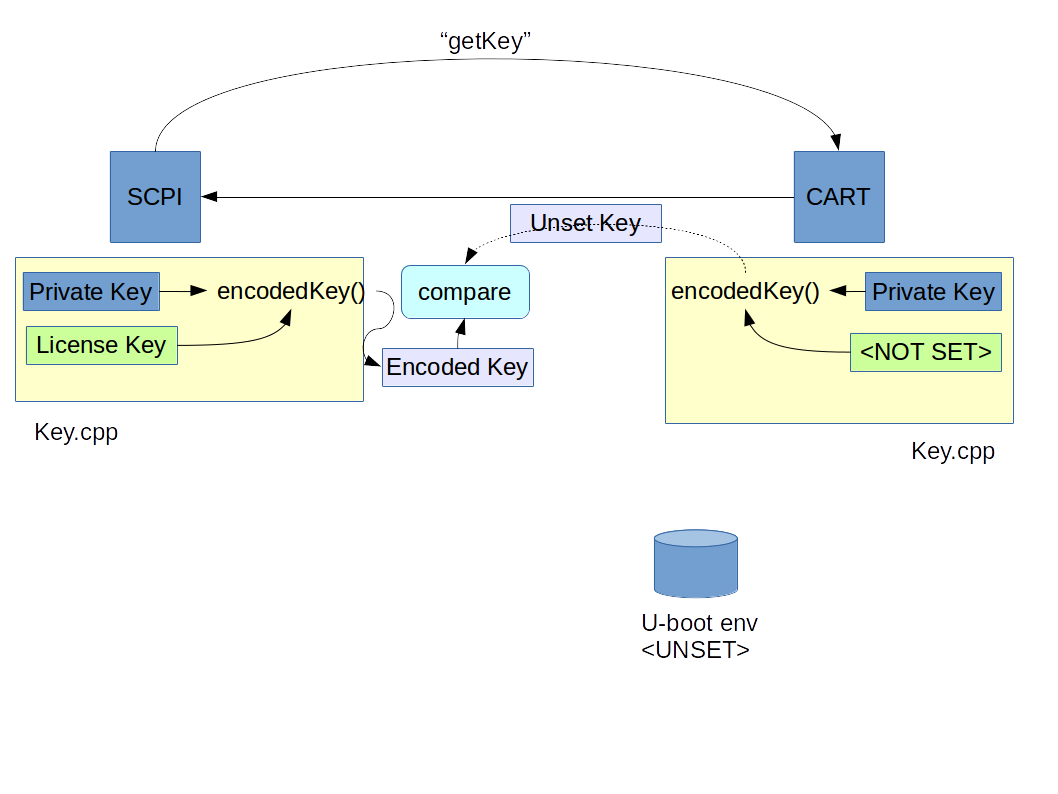 “getKey”
SCPI
CART
Unset Key
Private Key
encodedKey()
compare
encodedKey()
Private Key
License Key
Encoded Key
<NOT SET>
Key.cpp
Key.cpp
U-boot env
<UNSET>